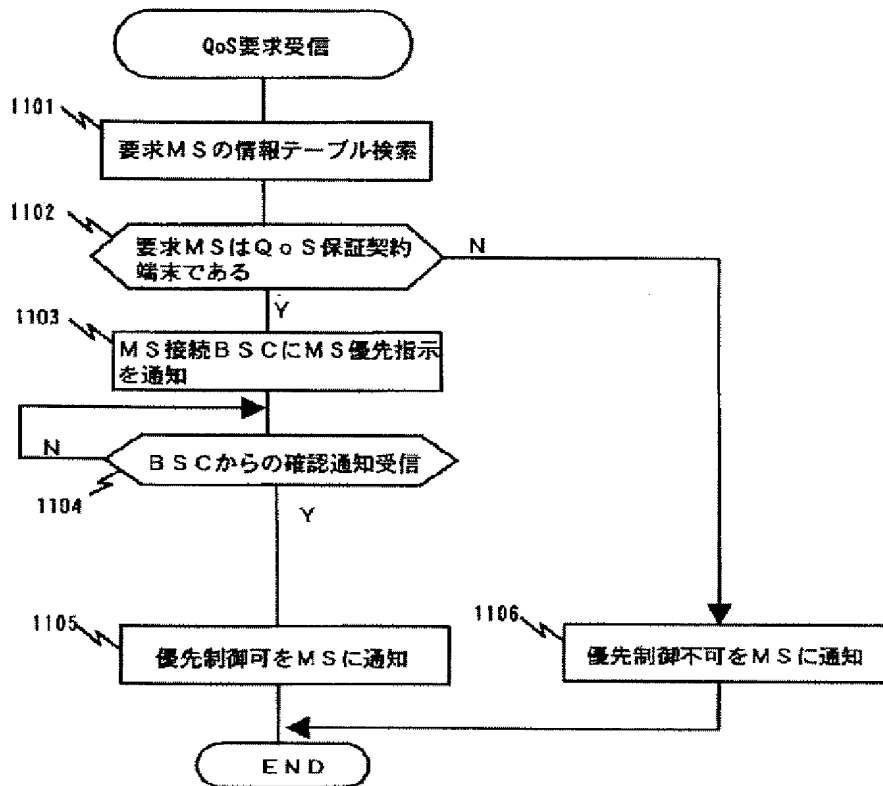 QoS要求受信
1101
要求MSの情報テーブル検索
1102
要求MSはQoS保証契約
端末である
N
Y
1103
MS接続BSCにMS優先指示
を通知
N
BSCからの確認通知受信
1104
Y
1105
優先制御可をMSに通知
1106
優先制御不可をMSに通知
END